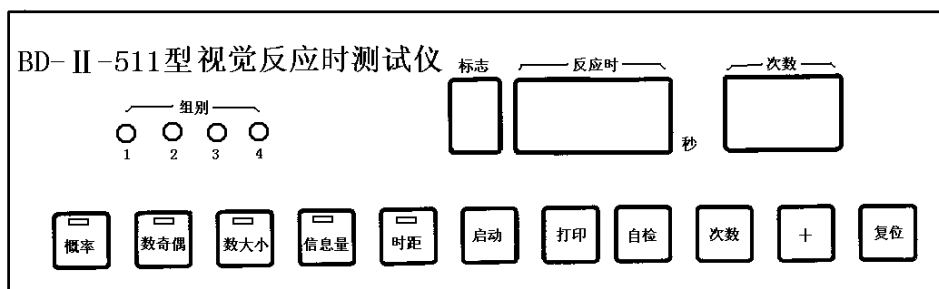 BD-Ⅱ-511型视觉反应时测试仪
标志 反应时 次数
组别
秒
1 2 3 4
概率 数奇偶 数大小 信息量 时距 启动 打印 自检 次数 + 复位